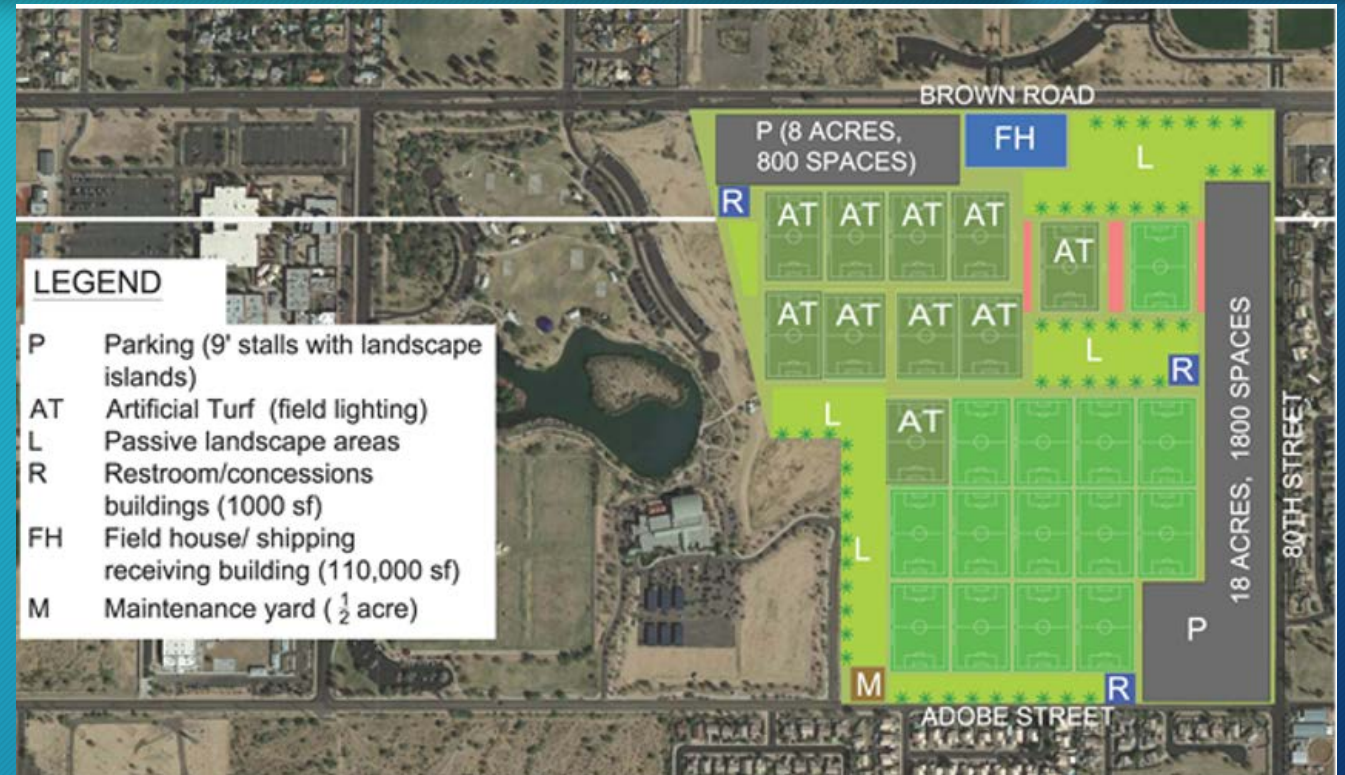 BROWN ROAD
P (8 ACRES,
800 SPACES)
FH
L
R
AT AT AT AT
AT
AT AT AT AT
L
R
L
AT
L
18 ACRES, 1800 SPACES
80TH STREET
P
M
R
ADOBE STREET
LEGEND
P Parking (9' stalls with landscape
islands)
AT Artificial Turf (field lighting)
L Passive landscape areas
R Restroom/concessions
buildings (1000 sf)
FH Field house/ shipping
receiving building (110,000 sf)
M Maintenance yard ( 1/2 acre)